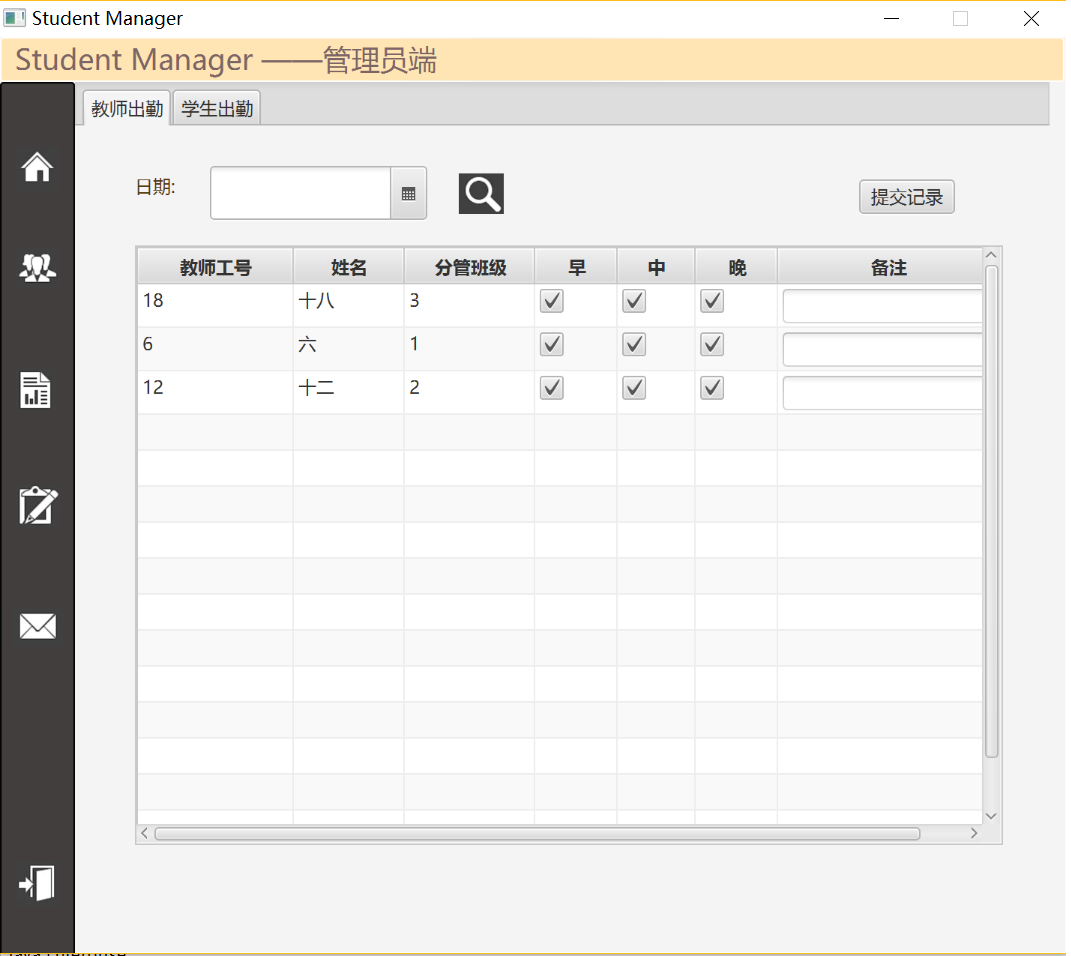 Student Manager
Student Manager ——管理员端
教师出勤 学生出勤
日期:
提交记录
教师工号 姓名 分管班级 早 中 晚 备注
18 十八 3
6 六 1
12 十二 2